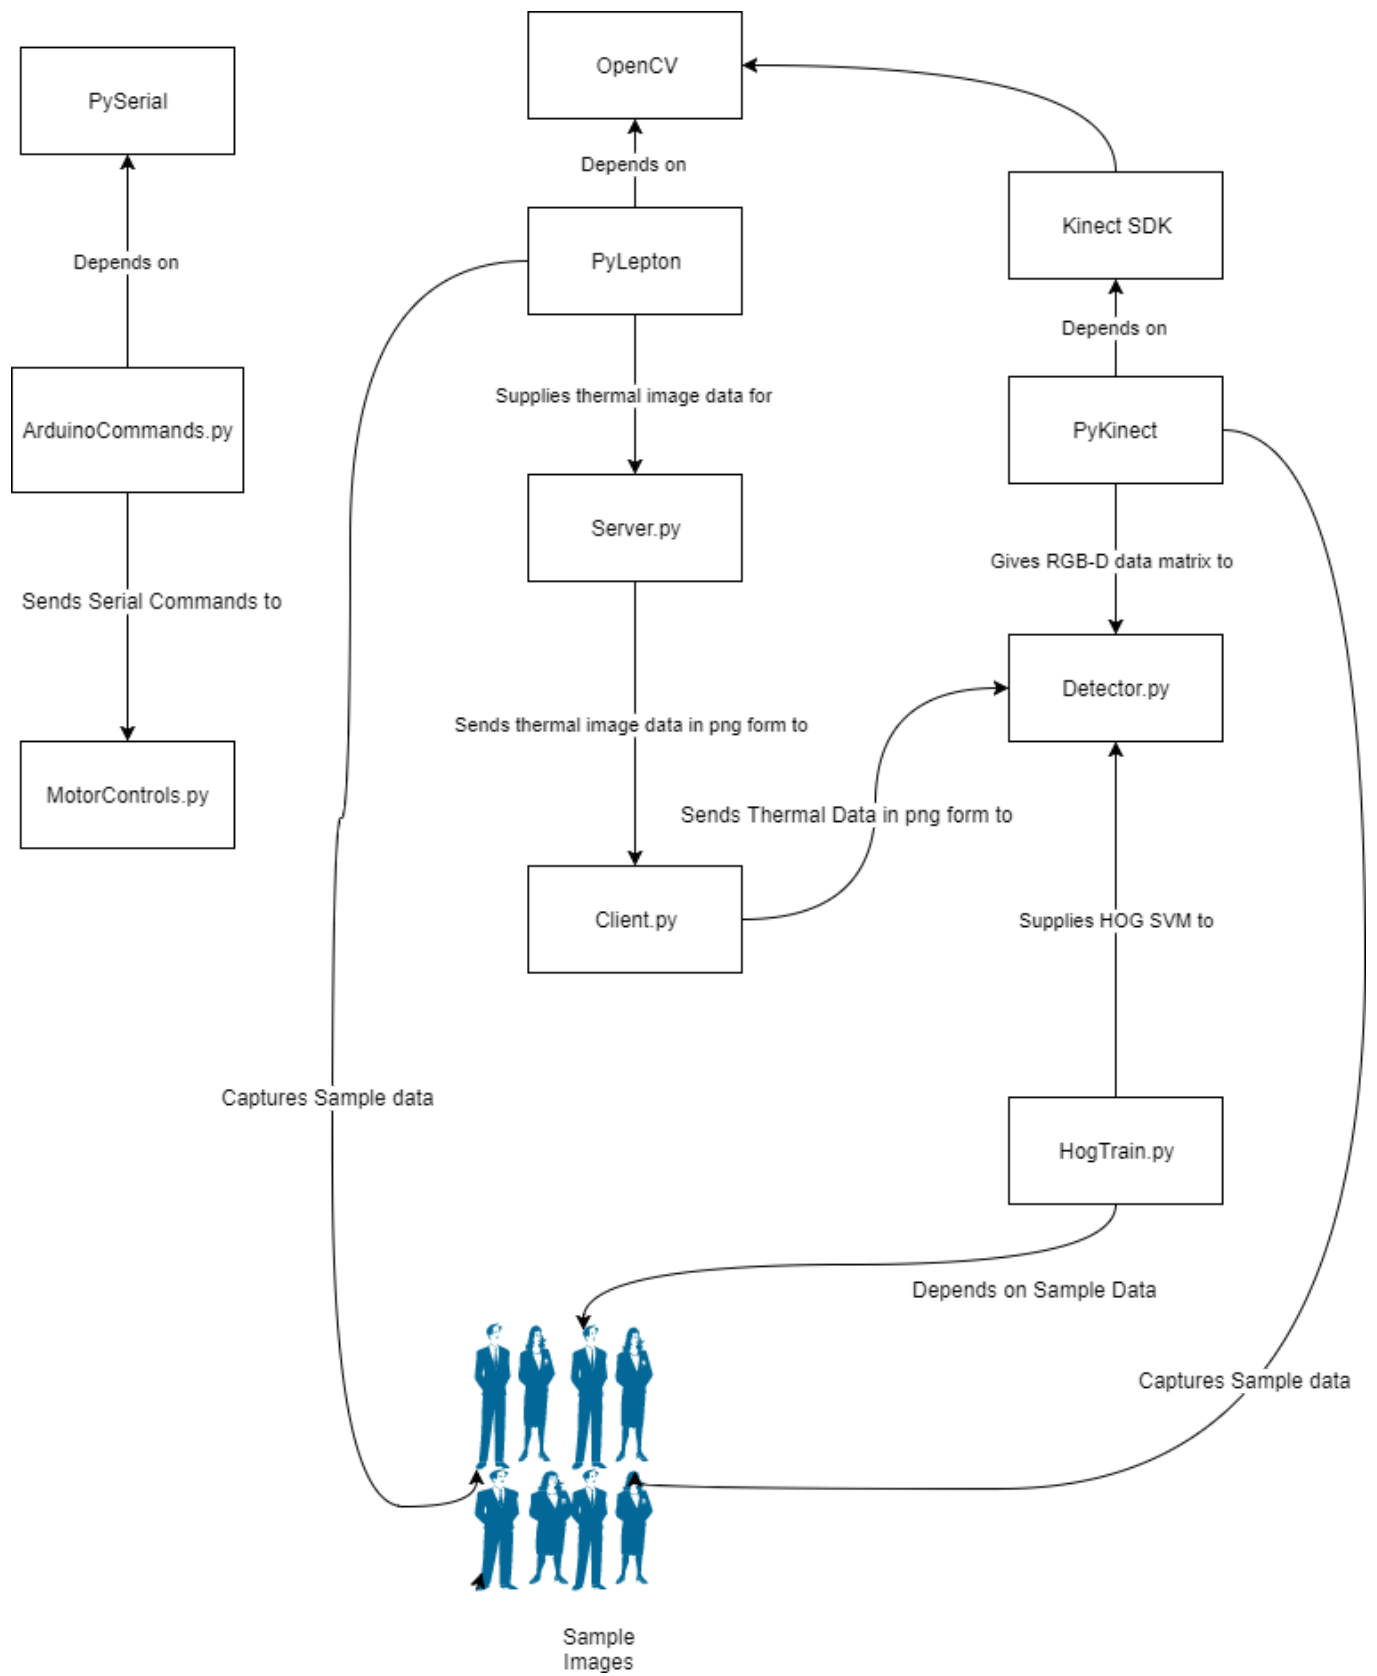 OpenCV
PySerial
Depends on
Kinect SDK
Depends on
PyLepton
Depends on
Supplies thermal image data for
ArduinoCommands.py
PyKinect
Server.py
Gives RGB-D data matrix to
Sends Serial Commands to
Detector.py
Sends thermal image data in png form to
MotorControls.py
Sends Thermal Data in png form to
Client.py
Supplies HOG SVM to
Captures Sample data
HogTrain.py
Depends on Sample Data
Captures Sample data
Sample
Images